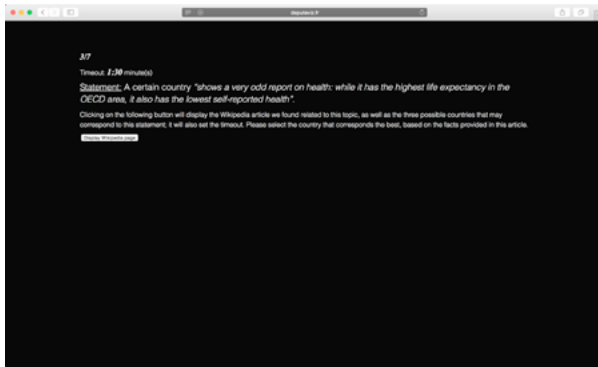 3/7
Timeout: 1:30 minute(s)
Statement: A certain country "shows a very odd report on health: while it has the highest life expectancy in the
OECD area, it also has the lowest self-reported health".
Clicking on the following button will display the Wikipedia article we found related to this topic, as well as the three possible countries that may
correspond to this statement; it will also set the timeout. Please select the country that corresponds the best, based on the facts provided in this article.
Display Wikipedia page